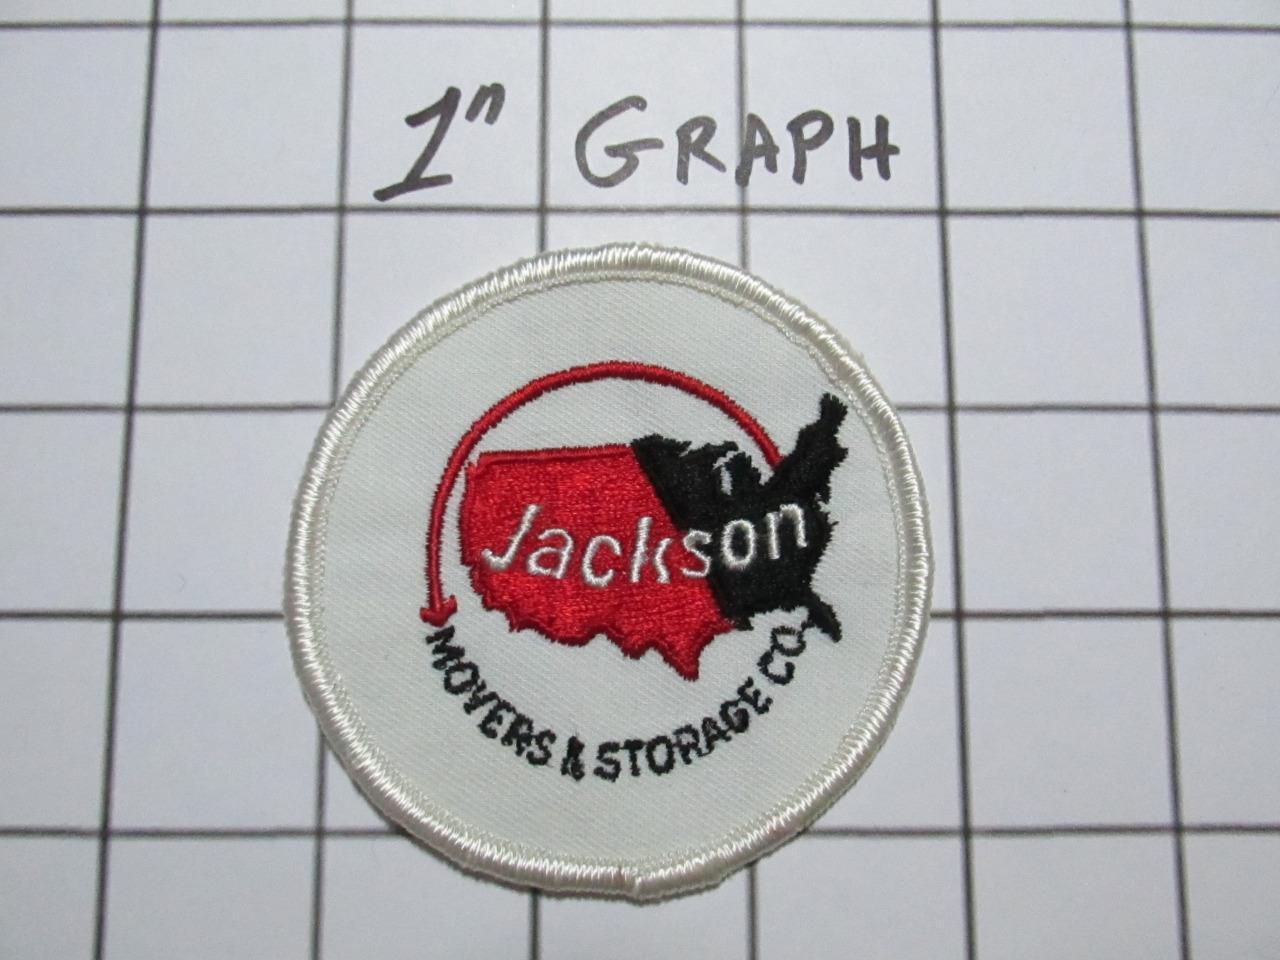 1" GRAPH
Jackson
MOVERS & STORAGE CO.